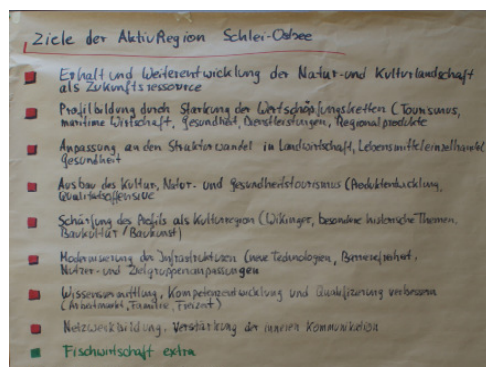 Ziele der AktivRegion Schlei-Ostsee
Erhalt und Weiterentwicklung der Natur- und Kulturlandschaft
als Zukunftsressource
Profilbildung durch Stärkung der Wertschöpfungsketten (Tourismus,
maritime Wirtschaft, Gesundheit, Dienstleistungen, Regionalprodukte
Anpassung an den Strukturwandel in Landwirtschaft, Lebensmitteleinzelhandel
Gesundheit
Ausbau des Kultur-, Natur- und Gesundheitstourismus (Produktentwicklung,
Qualitätsoffensive
Schärfung des Profils als Kulturregion (Wikinger, besondere historische Themen,
Baukultur / Baukunst)
Modernisierung der Infrastrukturen (neue Technologien, Barrierefreiheit,
Nutzer- und Zielgruppenanpassungen
Wissensvermittlung, Kompetenzentwicklung und Qualifizierung verbessern
(Arbeitsmarkt, Familie, Freizeit)
Netzwerkbildung, Verstärkung der inneren Kommunikation
Fischwirtschaft extra